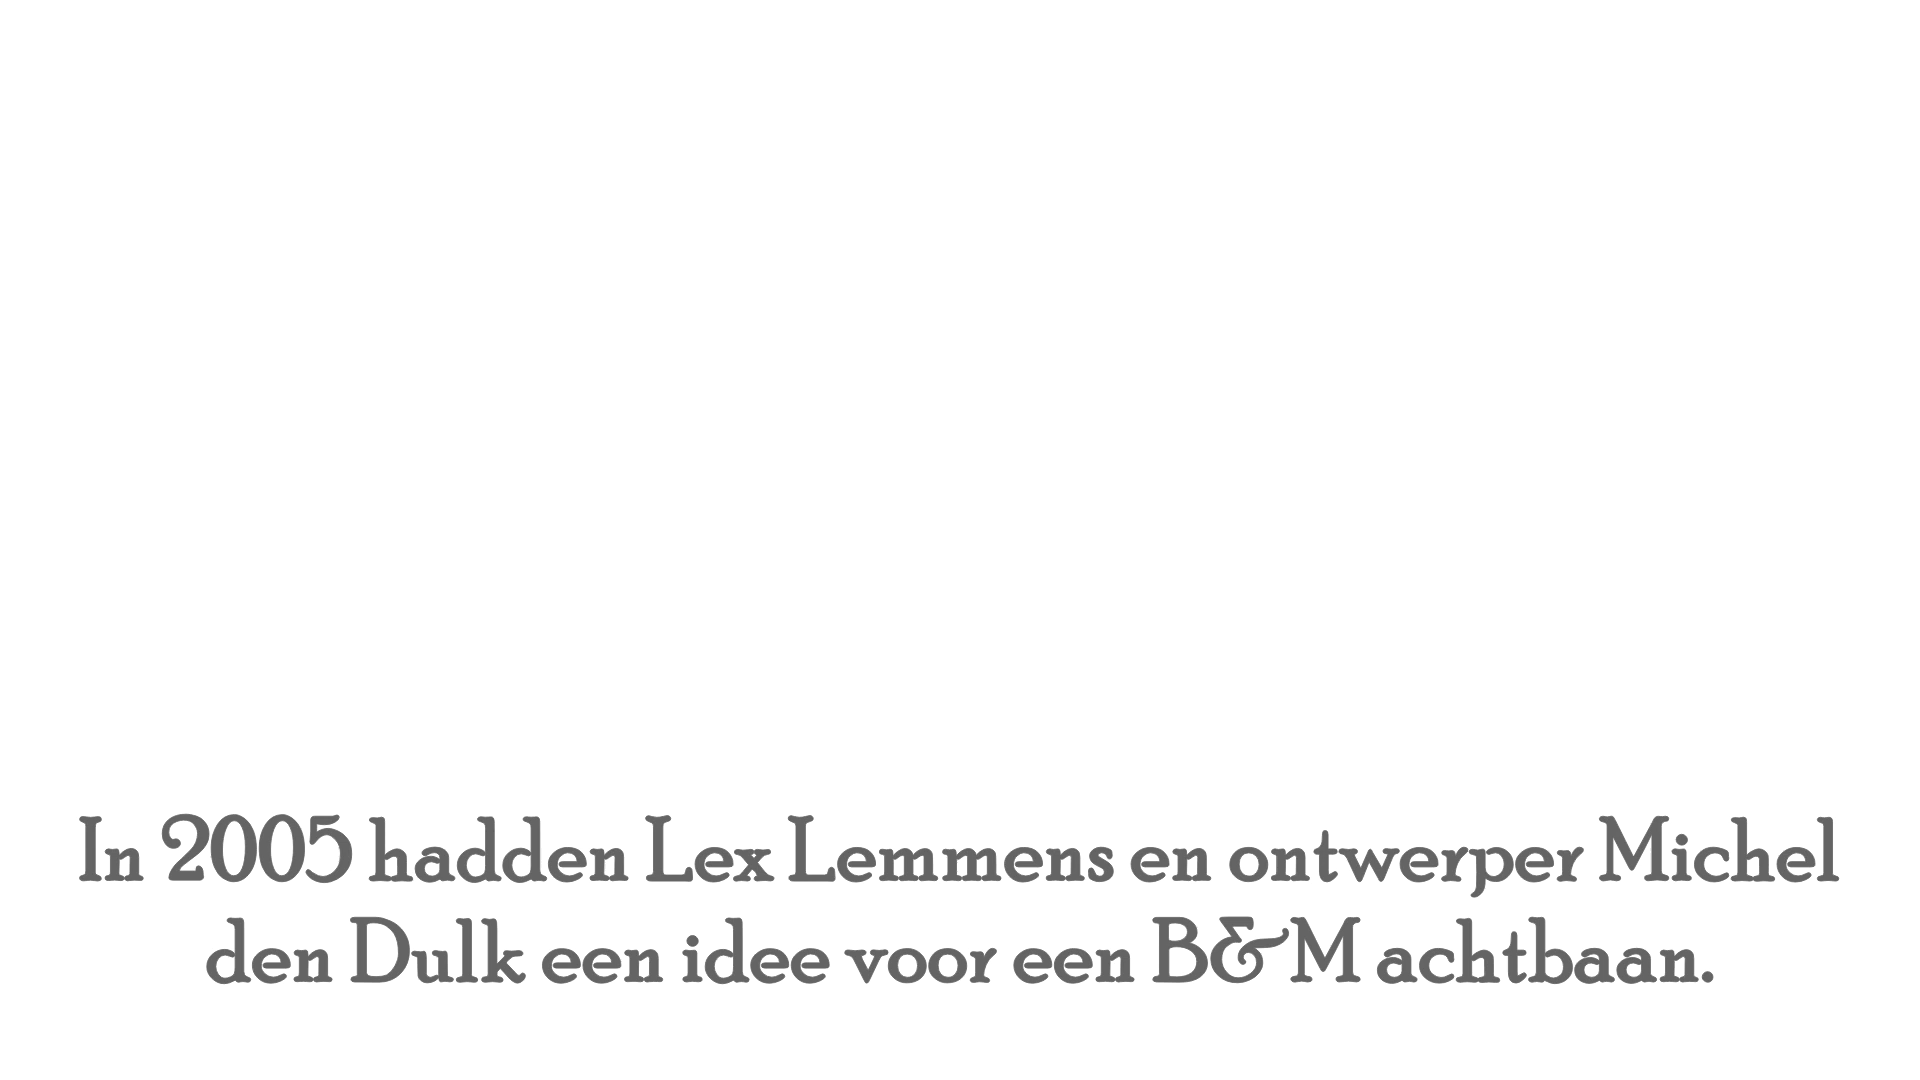 In 2005 hadden Lex Lemmens en ontwerper Michel
den Dulk een idee voor een B&M achtbaan.